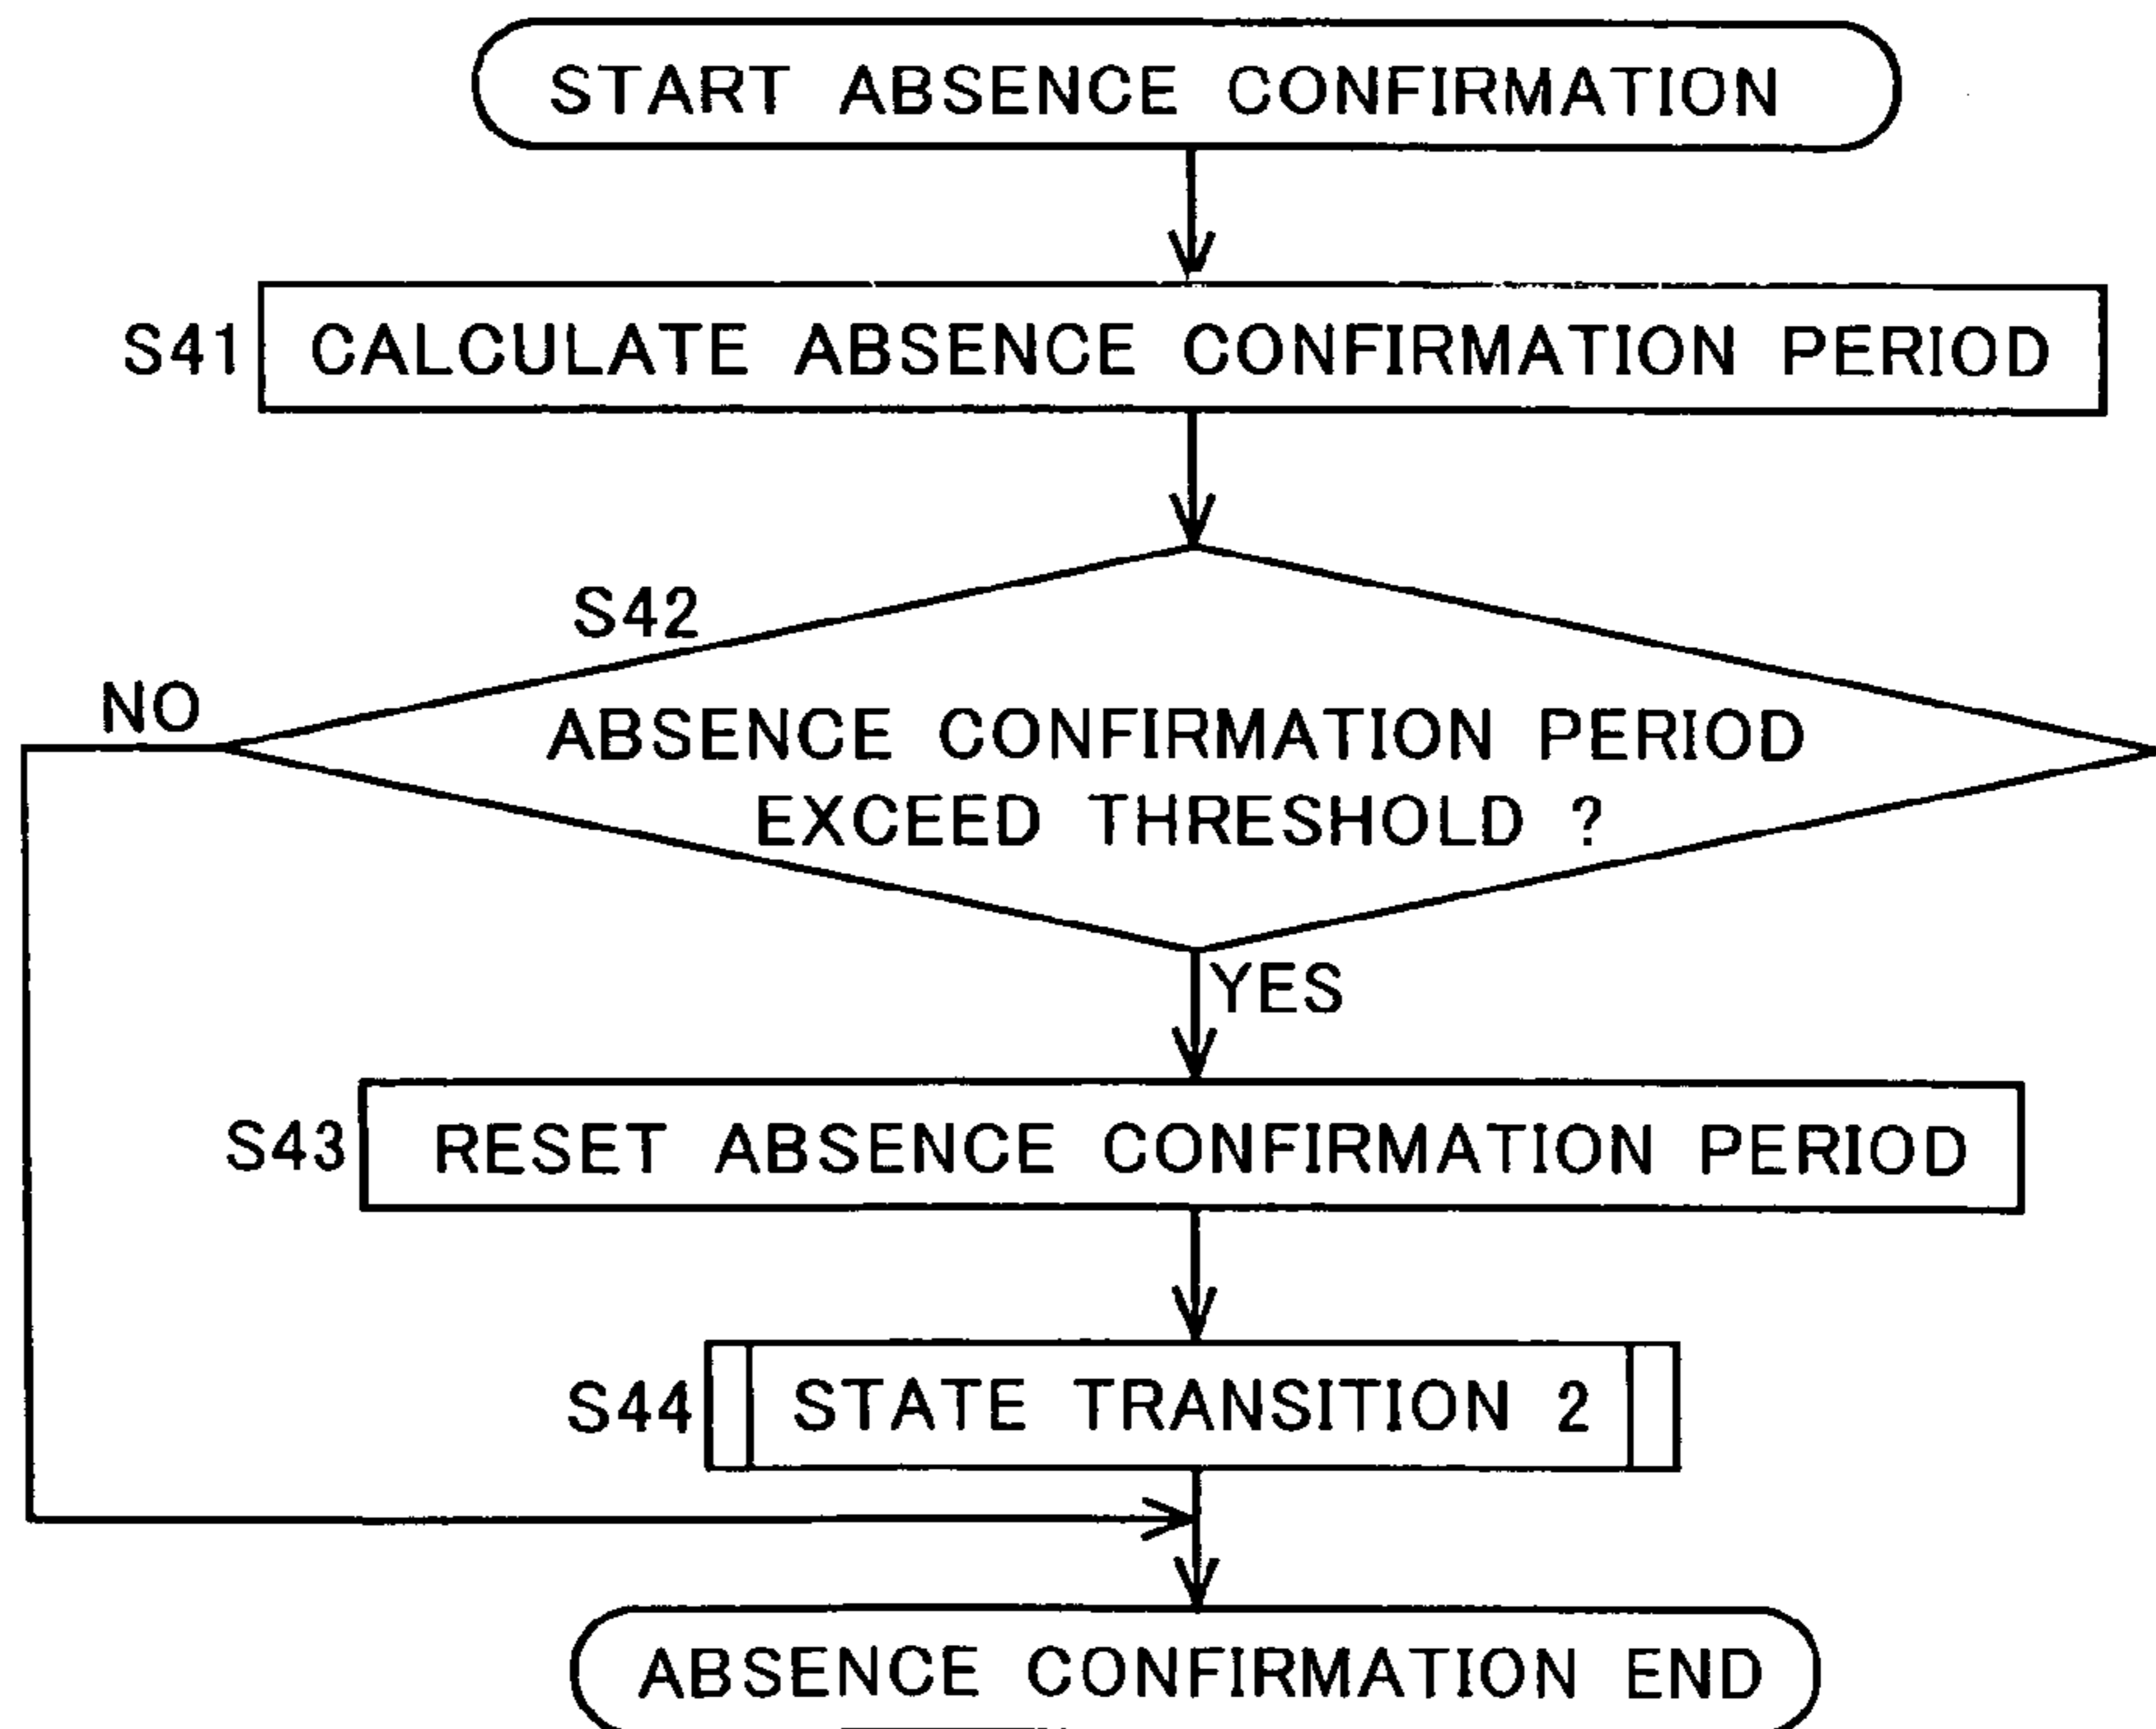 START ABSENCE CONFIRMATION
S41 CALCULATE ABSENCE CONFIRMATION PERIOD
S42
NO
ABSENCE CONFIRMATION PERIOD
EXCEED THRESHOLD ?
YES
S43 RESET ABSENCE CONFIRMATION PERIOD
S44 STATE TRANSITION 2
ABSENCE CONFIRMATION END